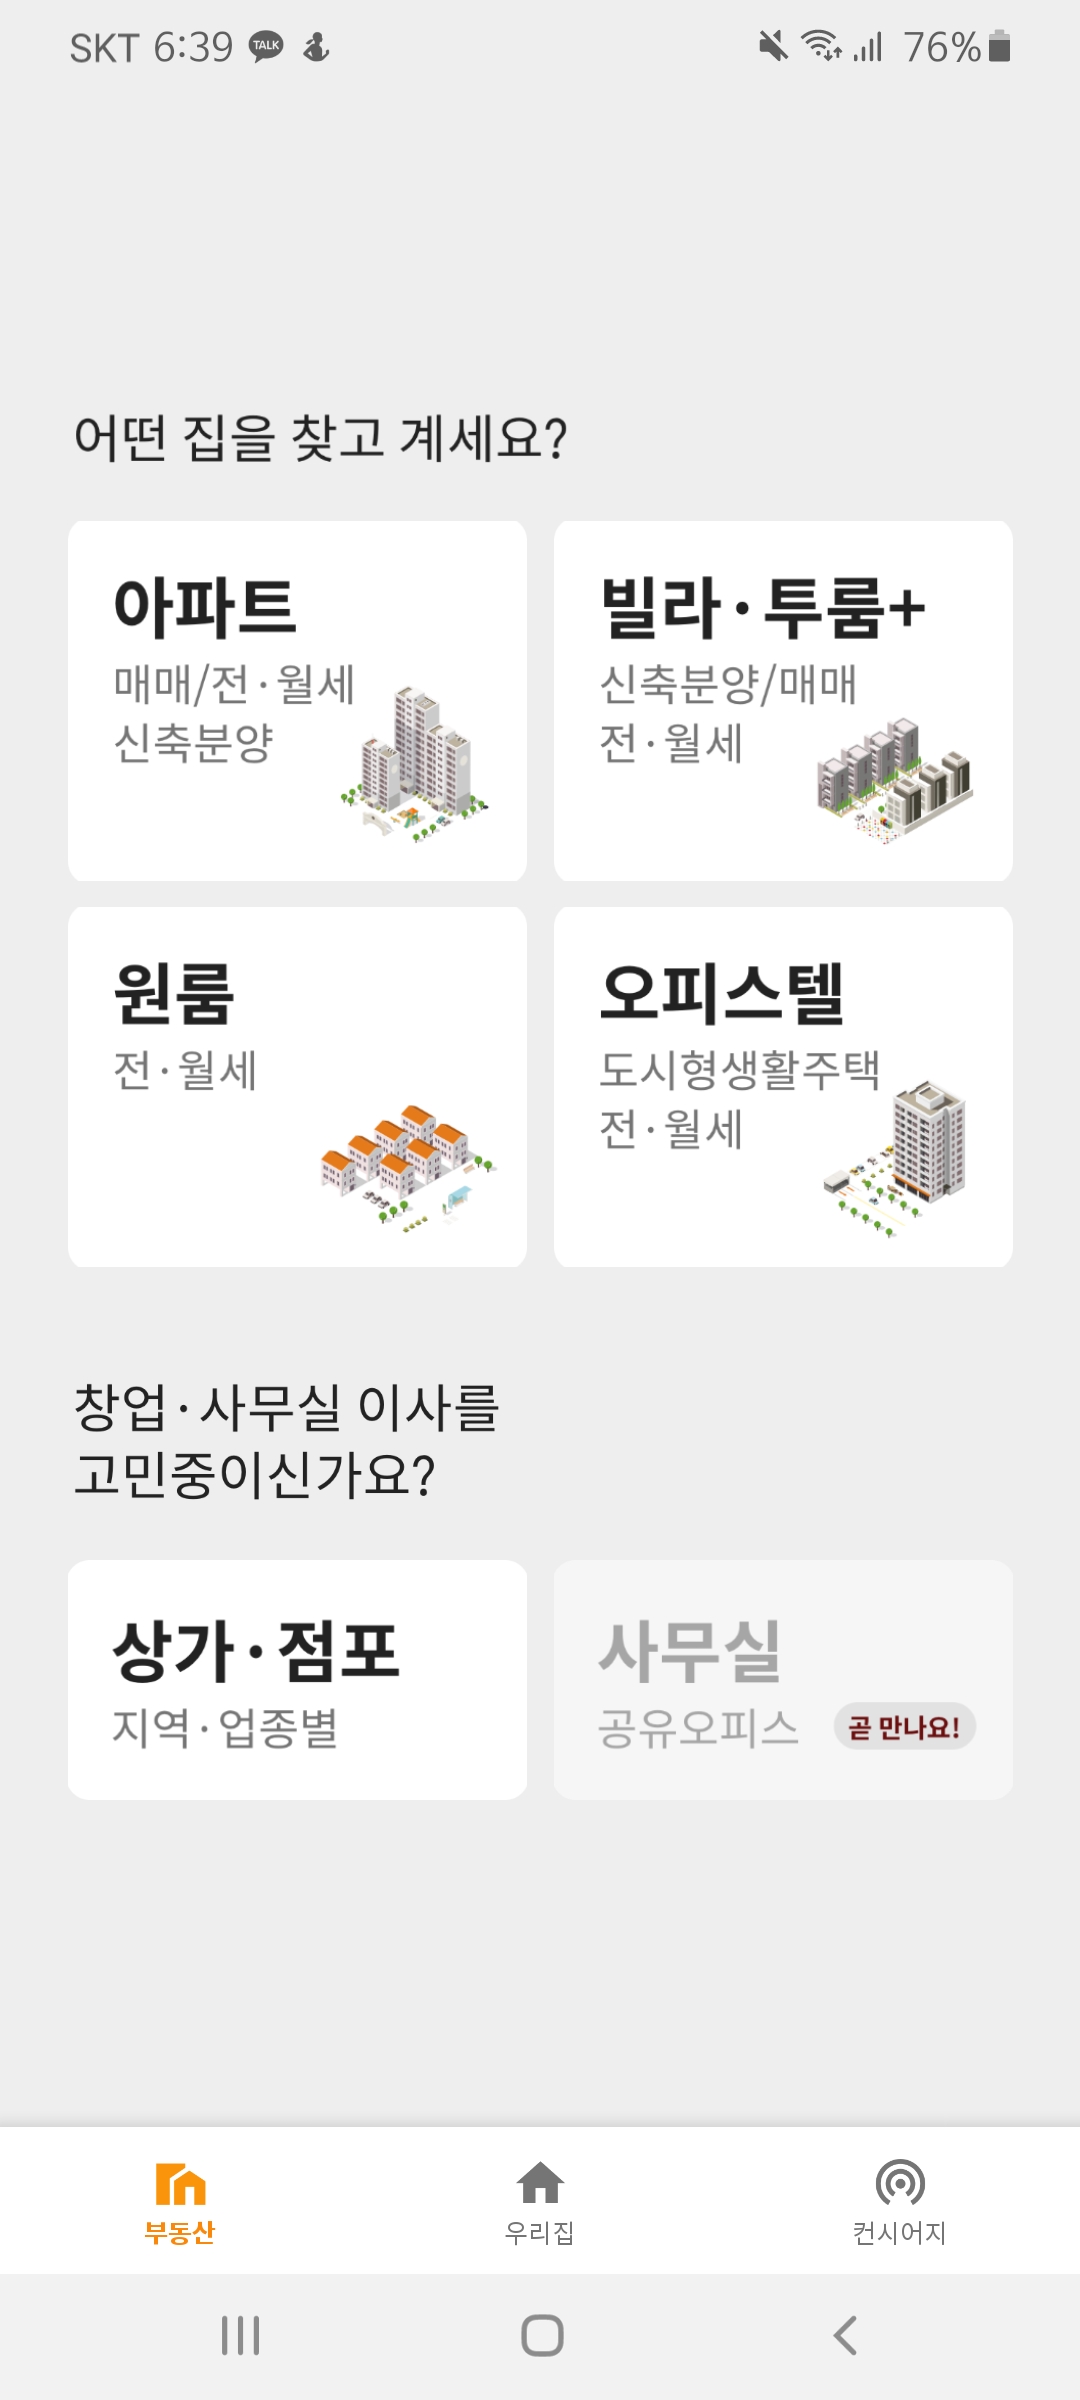 SKT 6:39 TALK 76%
어떤 집을 찾고 계세요?
아파트
매매/전·월세
신축분양
빌라·투룸+
신축분양/매매
전·월세
원룸
전·월세
오피스텔
도시형생활주택
전·월세
창업·사무실 이사를
고민중이신가요?
상가·점포
지역·업종별
사무실
공유오피스 곧 만나요!
부동산 우리집 컨시어지